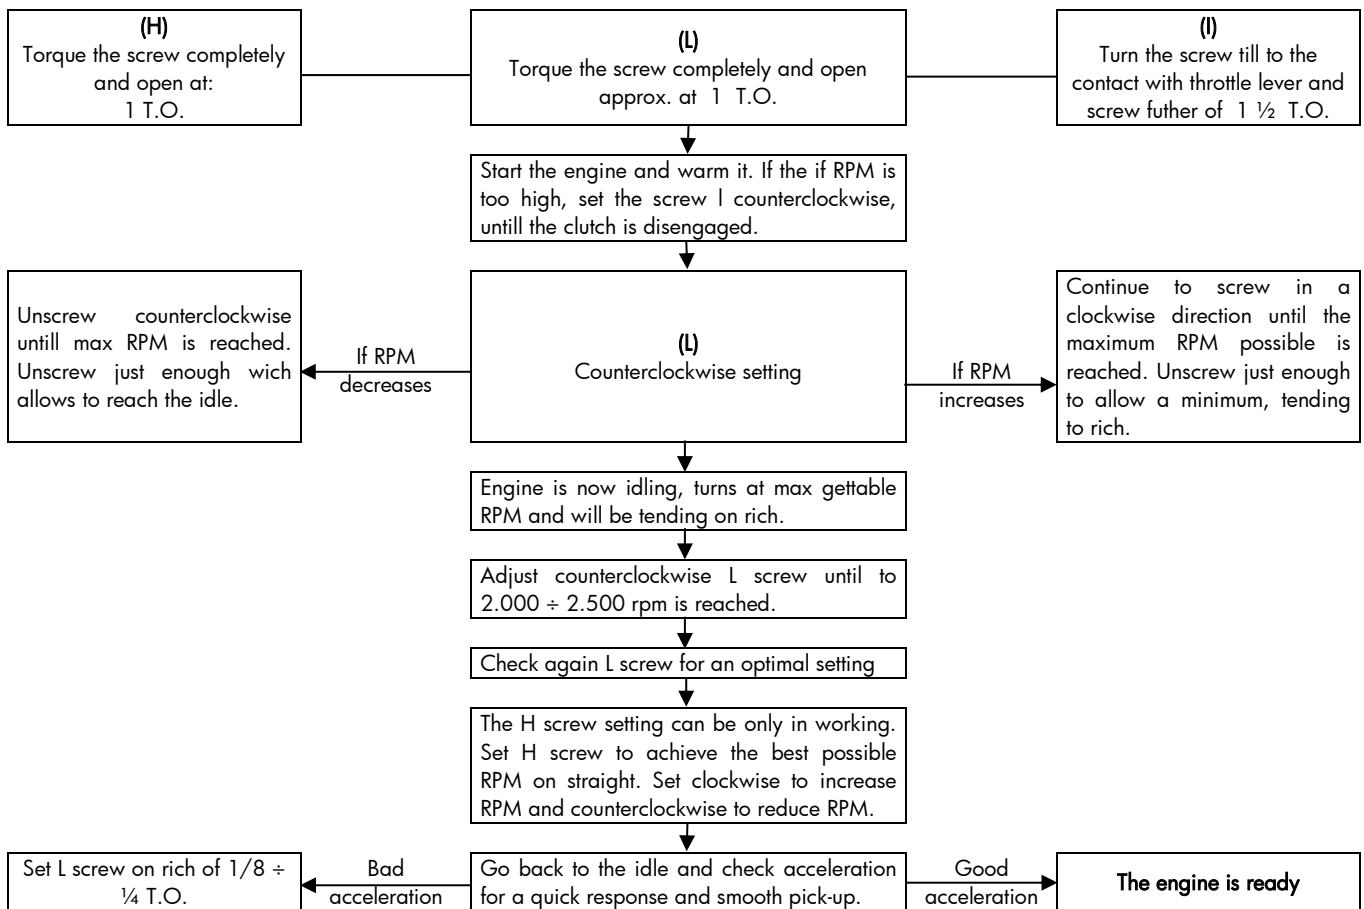 (H)
Torque the screw completely
and open at:
1 T.O.
(L)
Torque the screw completely and open
approx. at 1 T.O.
(I)
Turn the screw till to the
contact with throttle lever and
screw futher of 1 ½ T.O.
Start the engine and warm it. If the if RPM is
too high, set the screw l counterclockwise,
untill the clutch is disengaged.
Unscrew counterclockwise
untill max RPM is reached.
Unscrew just enough wich
allows to reach the idle.
If RPM
decreases
(L)
Counterclockwise setting
If RPM
increases
Continue to screw in a
clockwise direction until the
maximum RPM possible is
reached. Unscrew just enough
to allow a minimum, tending
to rich.
Engine is now idling, turns at max gettable
RPM and will be tending on rich.
Adjust counterclockwise L screw until to
2.000 ÷ 2.500 rpm is reached.
Check again L screw for an optimal setting
The H screw setting can be only in working.
Set H screw to achieve the best possible
RPM on straight. Set clockwise to increase
RPM and counterclockwise to reduce RPM.
Set L screw on rich of 1/8 ÷
¼ T.O.
Bad
acceleration
Go back to the idle and check acceleration
for a quick response and smooth pick-up.
Good
acceleration
The engine is ready